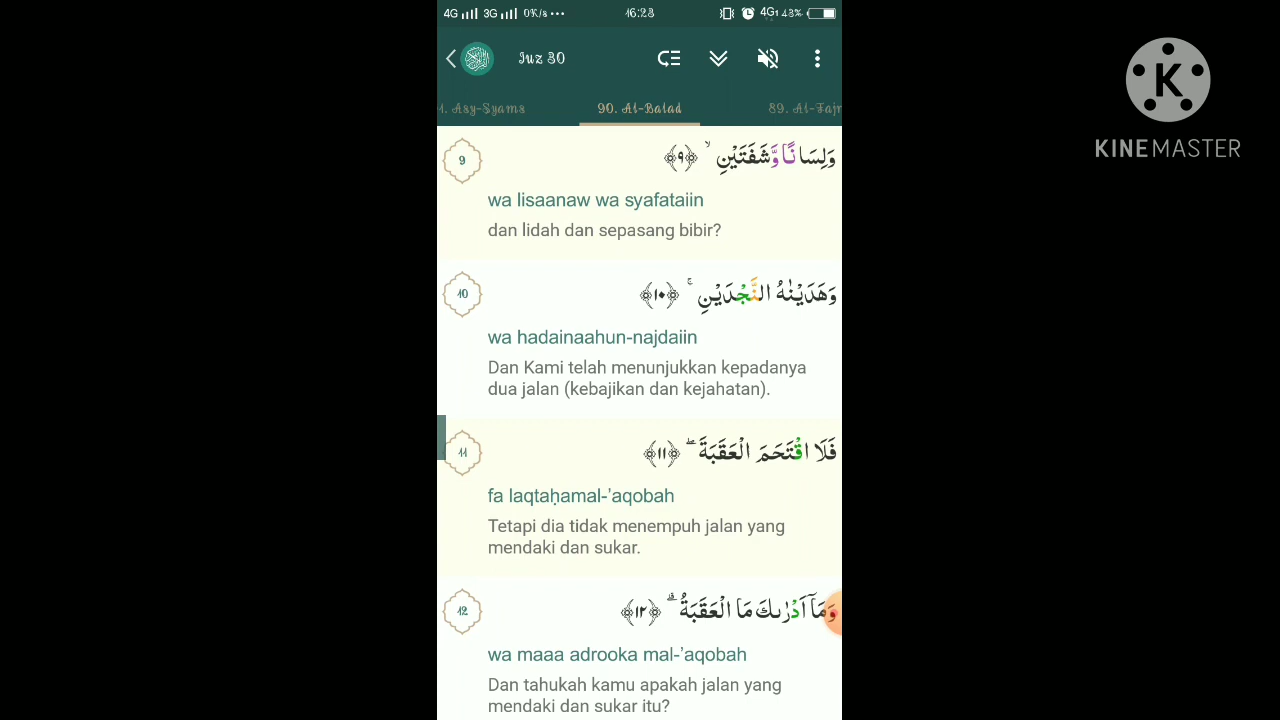 4G 3G 0K/s ••• 16:23 4G 43%
Juz 30
1. Asy-Syams 90. Al-Balad 89. Al-Fajr
KINEMASTER
9
وَلِسَانًا وَّشَفَتَيْنِ ۙ ﴿٩﴾
wa lisaanaw wa syafataiin
dan lidah dan sepasang bibir?
10
وَهَدَيْنٰهُ النَّجْدَيْنِ ۚ ﴿١٠﴾
wa hadainaahun-najdaiin
Dan Kami telah menunjukkan kepadanya
dua jalan (kebajikan dan kejahatan).
11
فَلَا اقْتَحَمَ الْعَقَبَةَ ۖ ﴿١١﴾
fa laqtaḥamal-’aqobah
Tetapi dia tidak menempuh jalan yang
mendaki dan sukar.
12
وَمَآ اَدْرٰىكَ مَا الْعَقَبَةُ ۗ ﴿١٢﴾
wa maaa adrooka mal-’aqobah
Dan tahukah kamu apakah jalan yang
mendaki dan sukar itu?